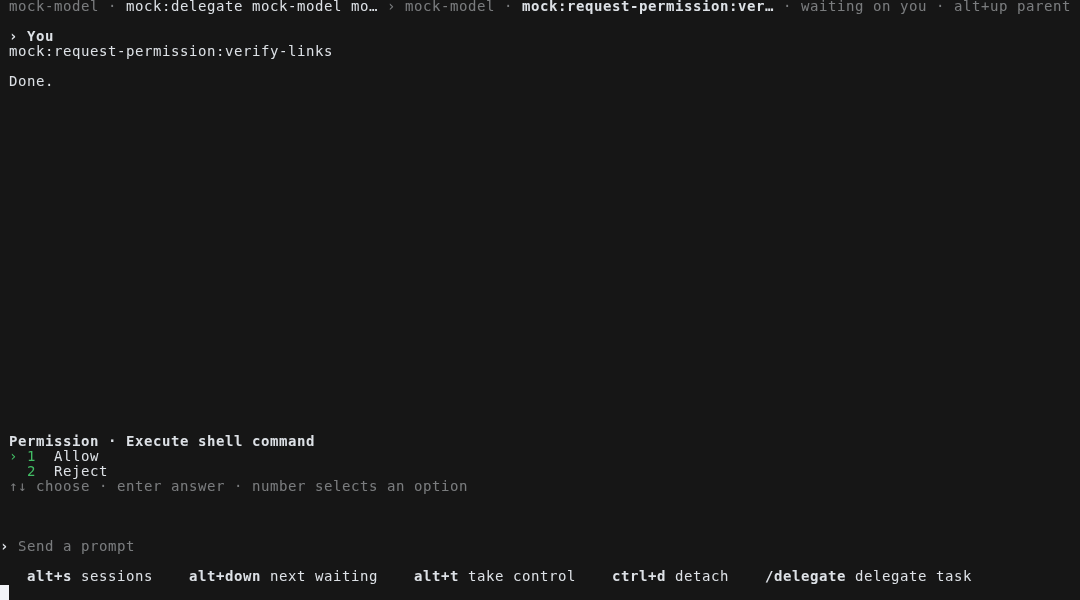 mock-model · mock:delegate mock-model mo… › mock-model · mock:request-permission:ver… · waiting on you · alt+up parent
› You
mock:request-permission:verify-links
Done.
Permission · Execute shell command
› 1  Allow
2  Reject
↑↓ choose · enter answer · number selects an option
› Send a prompt
alt+s sessions    alt+down next waiting    alt+t take control    ctrl+d detach    /delegate delegate task